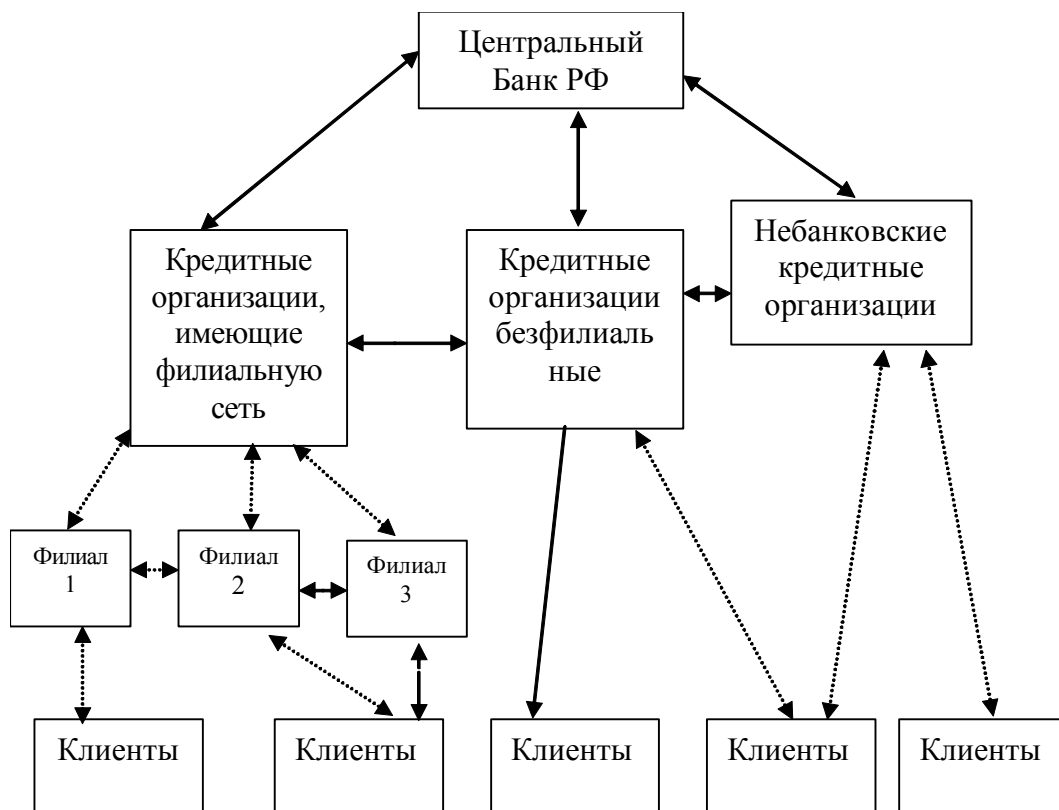 Центральный
Банк РФ
Кредитные
организации,
имеющие
филиальную
сеть
Кредитные
организации
безфилиаль
ные
Небанковские
кредитные
организации
Филиал
1
Филиал
2
Филиал
3
Клиенты
Клиенты
Клиенты
Клиенты
Клиенты